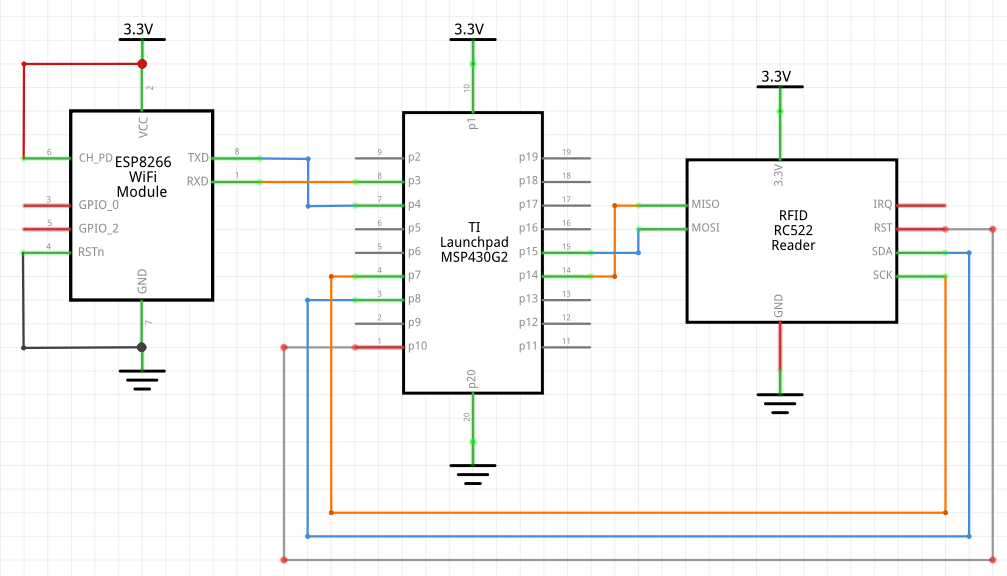 3.3V
2
VCC
6
CH_PD
3
GPIO_0
5
GPIO_2
4
RSTn
ESP8266
WiFi
Module
TXD
8
RXD
1
GND
7
3.3V
10
p1
9
p2
8
p3
7
p4
6
p5
5
p6
4
p7
3
p8
2
p9
1
p10
TI
Launchpad
MSP430G2
p19
19
p18
18
p17
17
p16
16
p15
15
p14
14
p13
13
p12
12
p11
11
p20
20
3.3V
3.3V
MISO
MOSI
RFID
RC522
Reader
IRQ
RST
SDA
SCK
GND